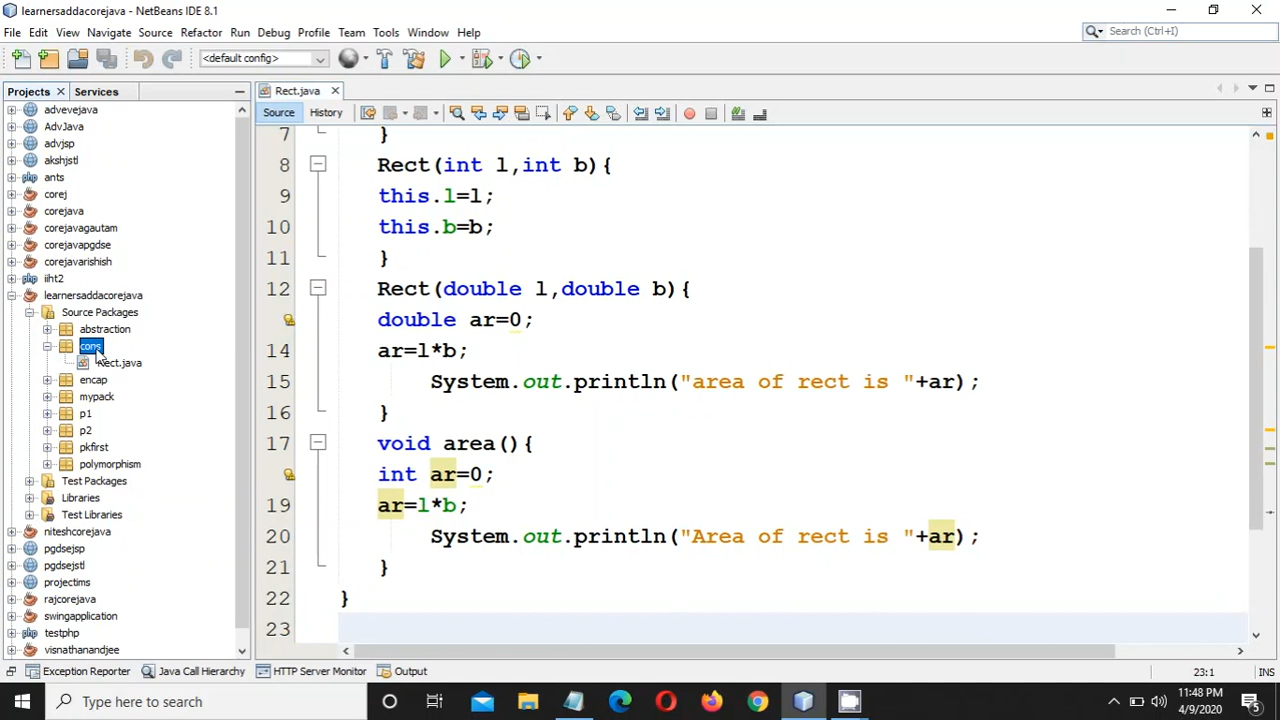 learnersaddacorejava - NetBeans IDE 8.1
File Edit View Navigate Source Refactor Run Debug Profile Team Tools Window Help
Search (Ctrl+I)
<default config>
Projects Services
Rect.java
Source History
advevejava
AdvJava
advjsp
akshjstl
ants
corej
corejava
corejavagautam
corejavapgdse
corejavarishish
iiht2
learnersaddacorejava
Source Packages
abstraction
cons
Rect.java
encap
mypack
p1
p2
pkfirst
polymorphism
Test Packages
Libraries
Test Libraries
niteshcorejava
pgdsejsp
pgdsejstl
projectims
rajcorejava
swingapplication
testphp
visnathanandjee
7 }
8 Rect(int l,int b){
9 this.l=l;
10 this.b=b;
11 }
12 Rect(double l,double b){
double ar=0;
14 ar=l*b;
15 System.out.println("area of rect is "+ar);
16 }
17 void area(){
int ar=0;
19 ar=l*b;
20 System.out.println("Area of rect is "+ar);
21 }
22 }
23
Exception Reporter Java Call Hierarchy HTTP Server Monitor Output
23:1 INS
Type here to search
11:48 PM
4/9/2020
5